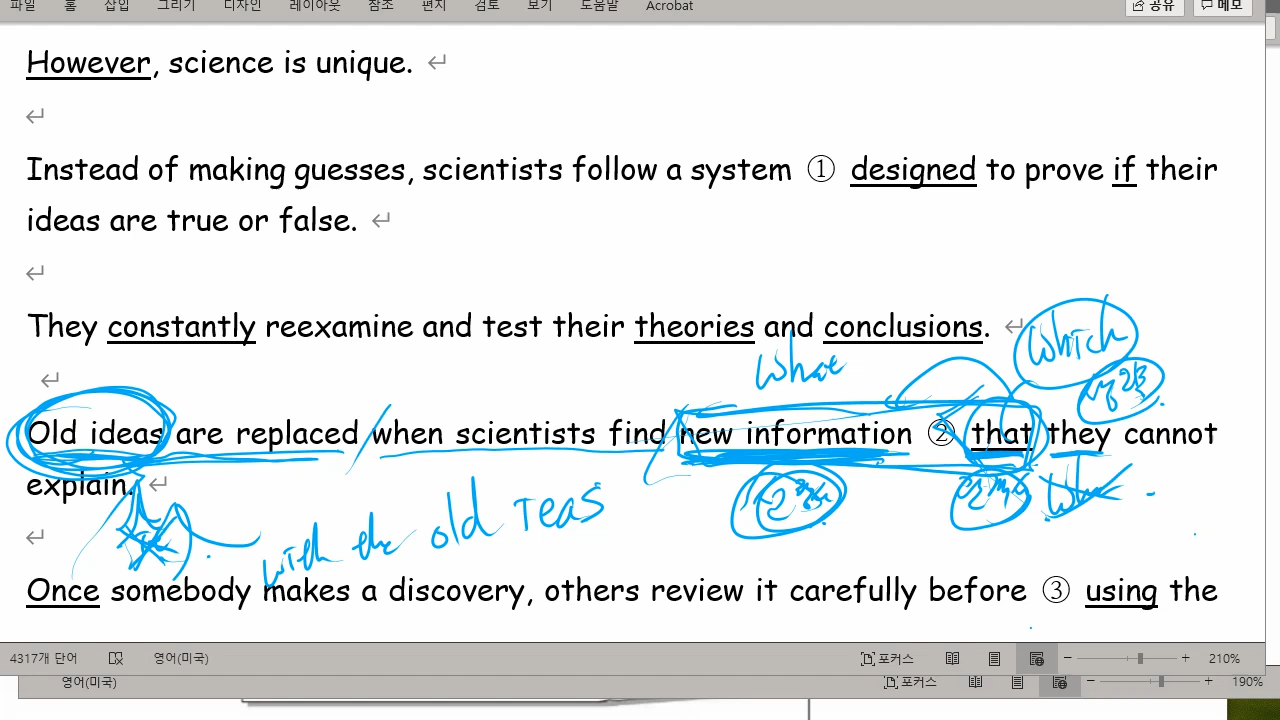 파일 홈 삽입 그리기 디자인 레이아웃 참조 편지 검토 보기 도움말 Acrobat 공유 메모
However, science is unique.
Instead of making guesses, scientists follow a system ① designed to prove if their
ideas are true or false.
They constantly reexamine and test their theories and conclusions.
which
what
Old ideas are replaced when scientists find new information ② that they cannot
explain.
with the old
Once somebody makes a discovery, others review it carefully before ③ using the
4317개 단어 영어(미국) 포커스 210%
영어(미국) 포커스 190%